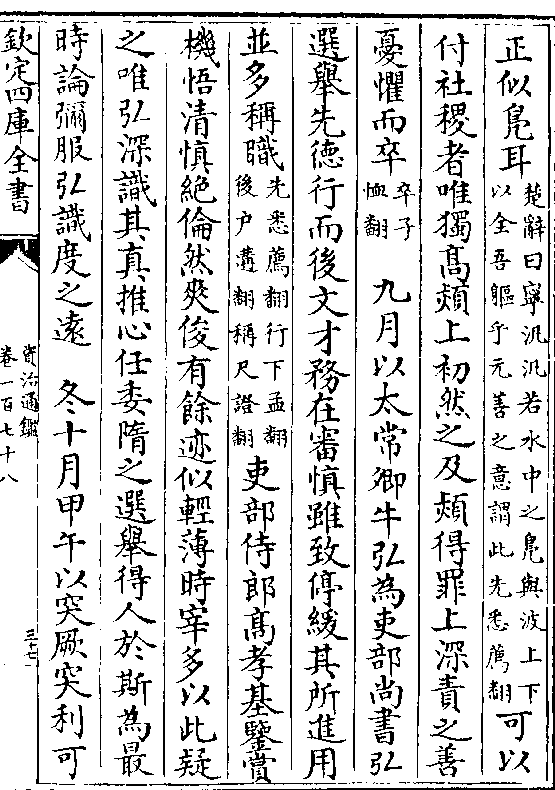 正似鳧耳楚辭曰寧汎汎若水中之鳧與波上下以全吾軀乎元善之意謂此先悉薦翻可以
付社稷者唯獨髙熲上初然之及熲得罪上深責之善
憂懼而卒卒子恤翻 九月以太常卿牛弘為吏部尚書弘
選舉先德行而後文才務在審慎雖致停緩其所進用
並多稱職先悉薦翻行下孟翻後户遘翻稱尺證翻吏部侍郎髙孝基鑒賞
機悟清慎絶倫然爽俊有餘迹似輕薄時宰多以此疑
之唯弘深識其真推心任委隋之選舉得人於斯為最
時論彌服弘識度之逺 冬十月甲午以突厥突利可
欽定四庫全書
資治通鑑
卷一百七十八
三十七